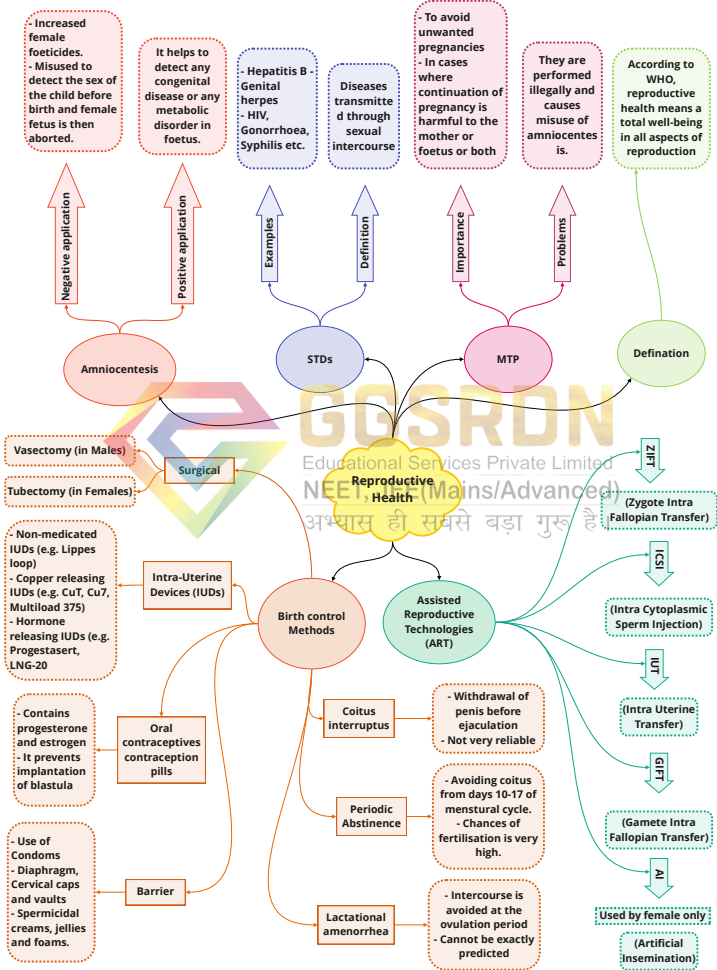 - Increased
female
foeticides.
- Misused to
detect the sex of
the child before
birth and female
fetus is then
aborted.
It helps to
detect any
congenital
disease or any
metabolic
disorder in
foetus.
- Hepatitis B -
Genital
herpes
- HIV,
Gonorrhoea,
Syphilis etc.
Diseases
transmitte
d through
sexual
intercourse
- To avoid
unwanted
pregnancies
- In cases
where
continuation of
pregnancy is
harmful to the
mother or
foetus or both
They are
performed
illegally and
causes
misuse of
amniocentes
is.
According to
WHO,
reproductive
health means a
total well-being
in all aspects of
reproduction
Negative application
Positive application
Examples
Definition
Importance
Problems
Amniocentesis
STDs
MTP
Defination
GGSRDN
Educational Services Private Limited
NEET, JEE(Mains/Advanced)
अभ्यास ही सबसे बड़ा गुरू है।
Reproductive
Health
Vasectomy (in Males)
Tubectomy (in Females)
Surgical
- Non-medicated
IUDs (e.g. Lippes
loop)
- Copper releasing
IUDs (e.g. CuT, Cu7,
Multiload 375)
- Hormone
releasing IUDs (e.g.
Progestasert,
LNG-20
Intra-Uterine
Devices (IUDs)
Birth control
Methods
Assisted
Reproductive
Technologies
(ART)
- Contains
progesterone
and estrogen
- It prevents
implantation
of blastula
Oral
contraceptives
contraception
pills
- Use of
Condoms
- Diaphragm,
Cervical caps
and vaults
- Spermicidal
creams, jellies
and foams.
Barrier
Coitus
interruptus
- Withdrawal of
penis before
ejaculation
- Not very reliable
Periodic
Abstinence
- Avoiding coitus
from days 10-17 of
menstural cycle.
- Chances of
fertilisation is very
high.
Lactational
amenorrhea
- Intercourse is
avoided at the
ovulation period
- Cannot be exactly
predicted
ZIFT
(Zygote Intra
Fallopian Transfer)
ICSI
(Intra Cytoplasmic
Sperm Injection)
IUT
(Intra Uterine
Transfer)
GIFT
(Gamete Intra
Fallopian Transfer)
AI
Used by female only
(Artificial
Insemination)